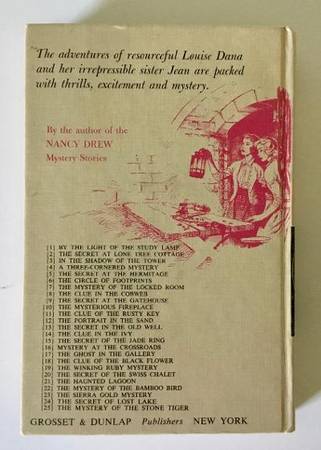 The adventures of resourceful Louise Dana
and her irrepressible sister Jean are packed
with thrills, excitement and mystery.
By the author of the
NANCY DREW
Mystery Stories
[1] BY THE LIGHT OF THE STUDY LAMP
[2] THE SECRET AT LONE TREE COTTAGE
[3] IN THE SHADOW OF THE TOWER
[4] A THREE-CORNERED MYSTERY
[5] THE SECRET AT THE HERMITAGE
[6] THE CIRCLE OF FOOTPRINTS
[7] THE MYSTERY OF THE LOCKED ROOM
[8] THE CLUE IN THE COBWEB
[9] THE SECRET AT THE GATEHOUSE
[10] THE MYSTERIOUS FIREPLACE
[11] THE CLUE OF THE RUSTY KEY
[12] THE PORTRAIT IN THE SAND
[13] THE SECRET IN THE OLD WELL
[14] THE CLUE IN THE IVY
[15] THE SECRET OF THE JADE RING
[16] MYSTERY AT THE CROSSROADS
[17] THE GHOST IN THE GALLERY
[18] THE CLUE OF THE BLACK FLOWER
[19] THE WINKING RUBY MYSTERY
[20] THE SECRET OF THE SWISS CHALET
[21] THE HAUNTED LAGOON
[22] THE MYSTERY OF THE BAMBOO BIRD
[23] THE SIERRA GOLD MYSTERY
[24] THE SECRET OF LOST LAKE
[25] THE MYSTERY OF THE STONE TIGER
GROSSET & DUNLAP Publishers NEW YORK